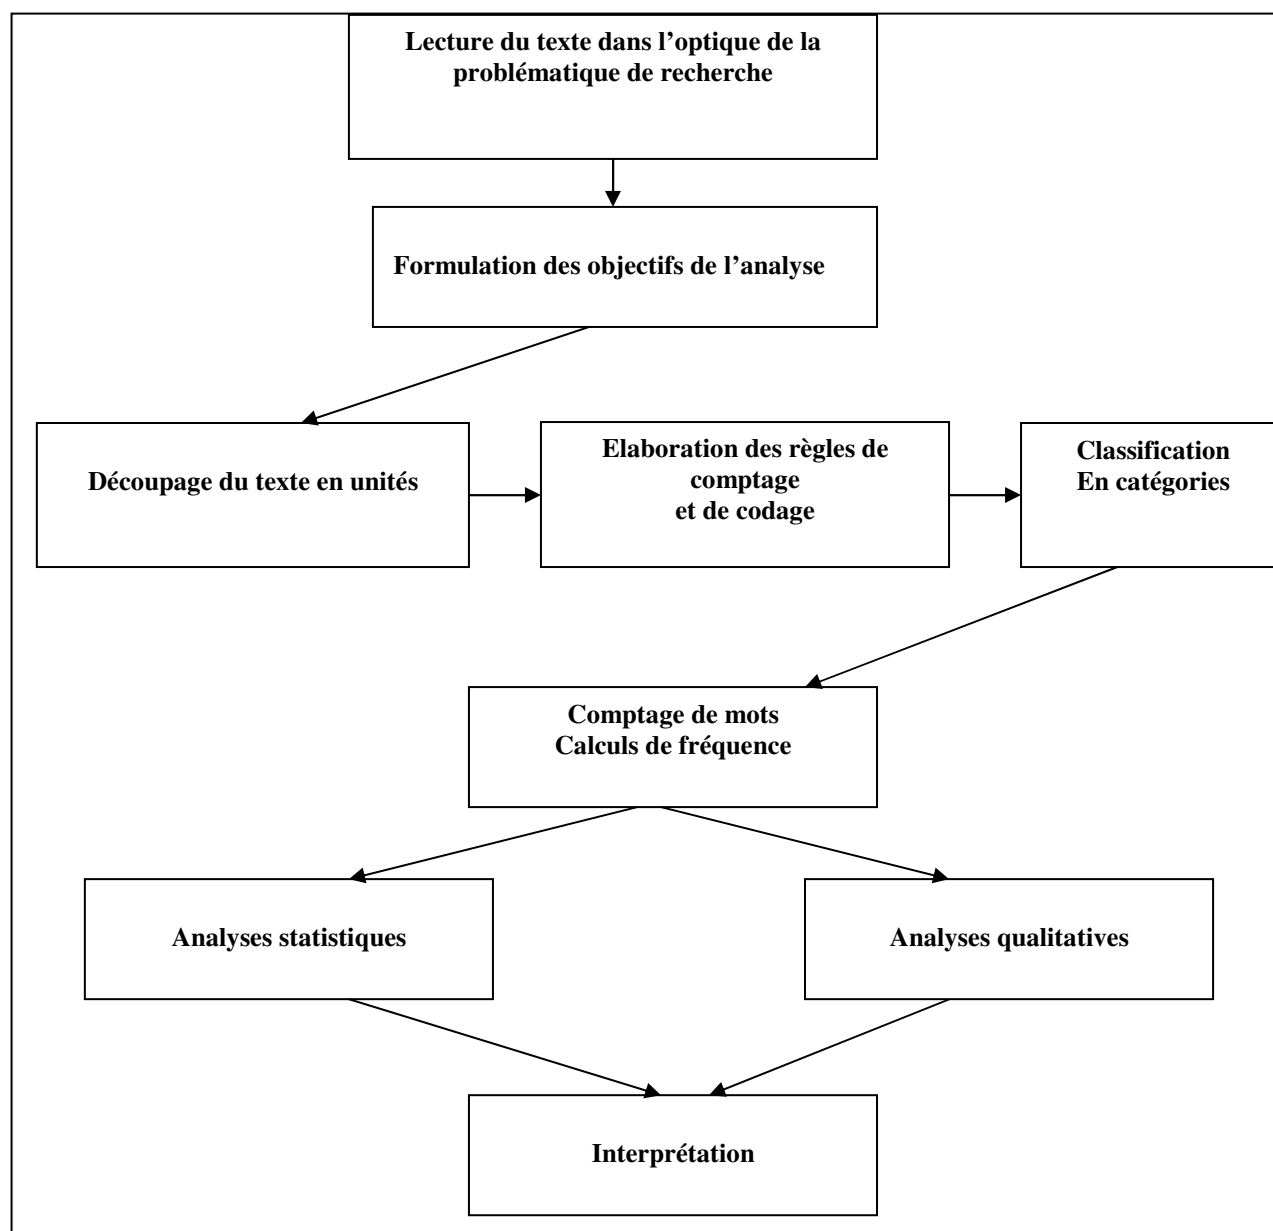 Lecture du texte dans l’optique de la
problématique de recherche
Formulation des objectifs de l’analyse
Découpage du texte en unités
Elaboration des règles de
comptage
et de codage
Classification
En catégories
Comptage de mots
Calculs de fréquence
Analyses statistiques
Analyses qualitatives
Interprétation